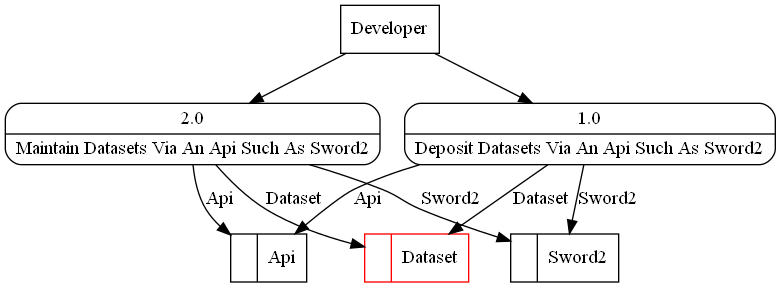 Developer
2.0
Maintain Datasets Via An Api Such As Sword2
1.0
Deposit Datasets Via An Api Such As Sword2
Api
Dataset
Api
Sword2
Dataset
Sword2
Api
Dataset
Sword2